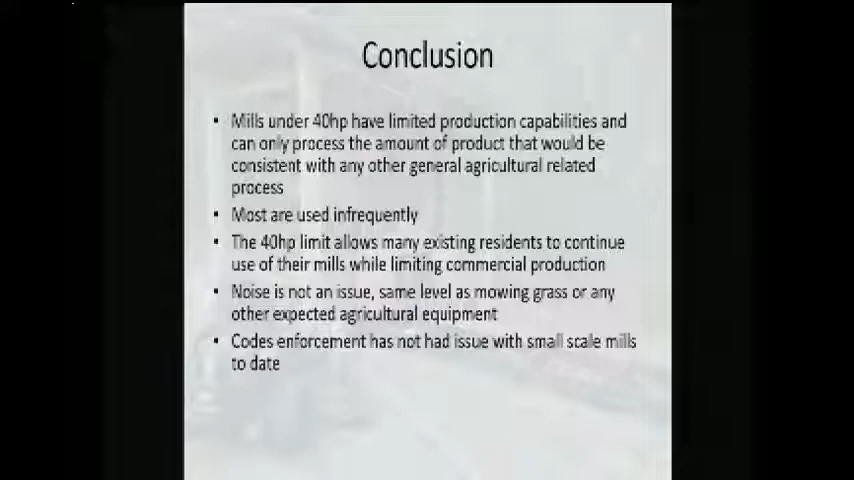 Conclusion
• Mills under 40hp have limited production capabilities and
can only process the amount of product that would be
consistent with any other general agricultural related
process
• Most are used infrequently
• The 40hp limit allows many existing residents to continue
use of their mills while limiting commercial production
• Noise is not an issue, same level as mowing grass or any
other expected agricultural equipment
• Codes enforcement has not had issue with small scale mills
to date